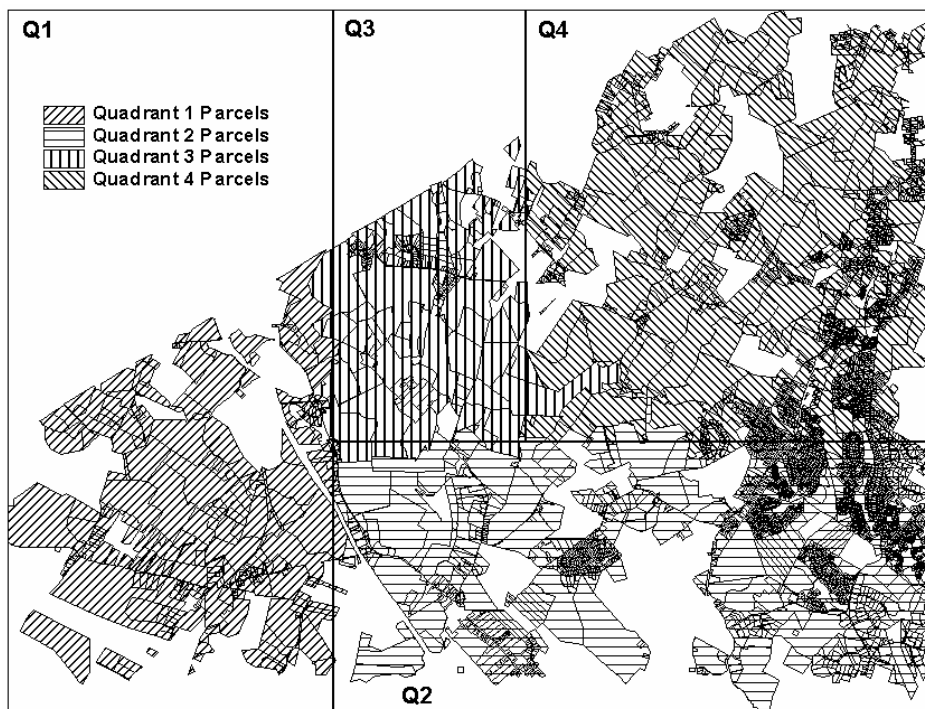 Q1
Q3
Q4
Quadrant 1 Parcels
Quadrant 2 Parcels
Quadrant 3 Parcels
Quadrant 4 Parcels
Q2